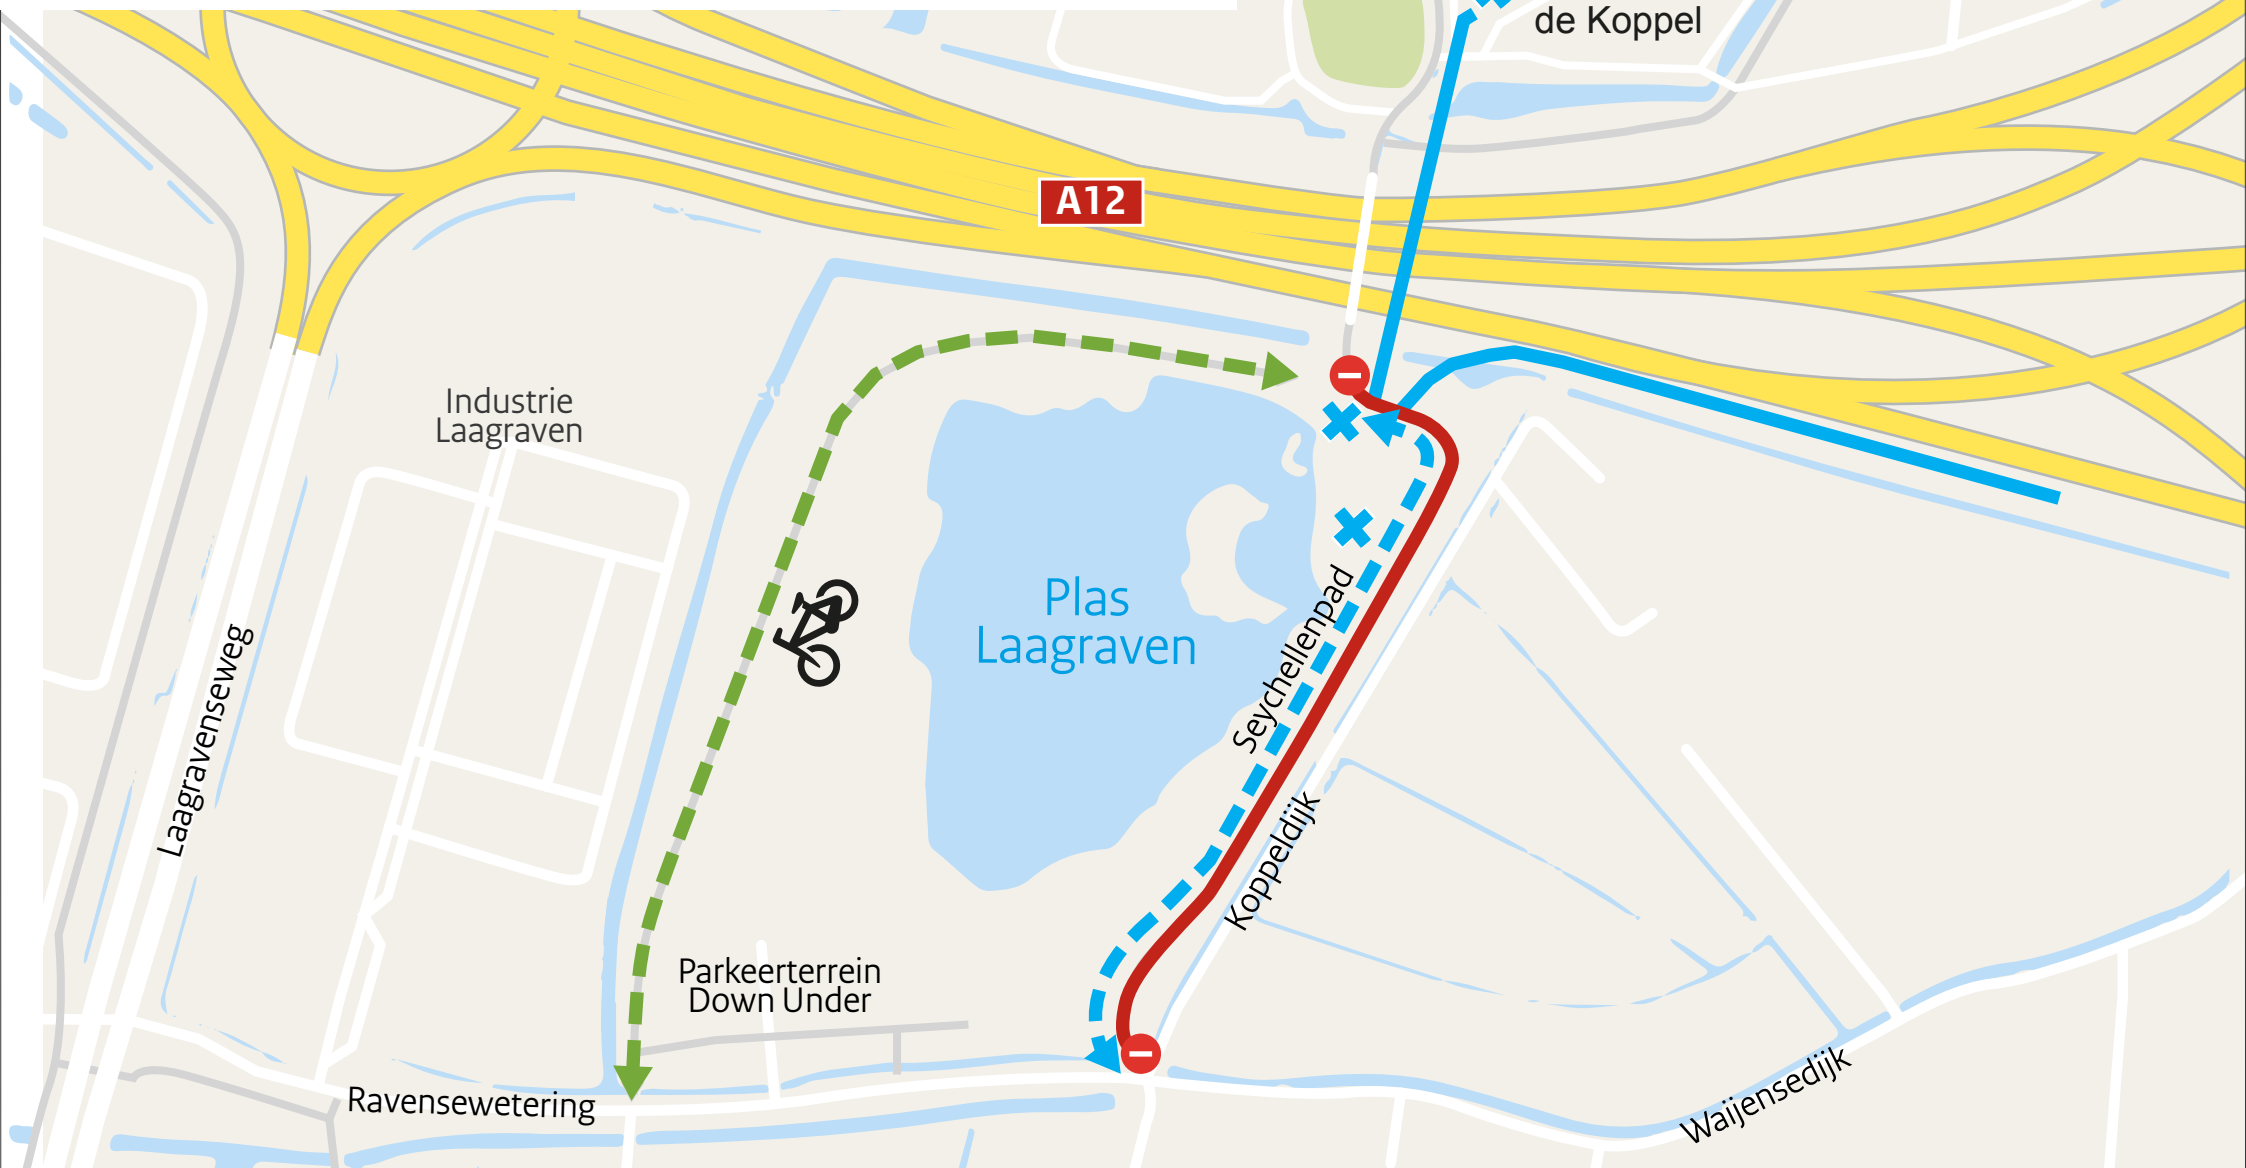 de Koppel
A12
Industrie
Laagraven
Plas
Laagraven
Seychellenpad
Laagravenseweg
Koppeldijk
Parkeerterrein
Down Under
Ravensewetering
Waijensedijk